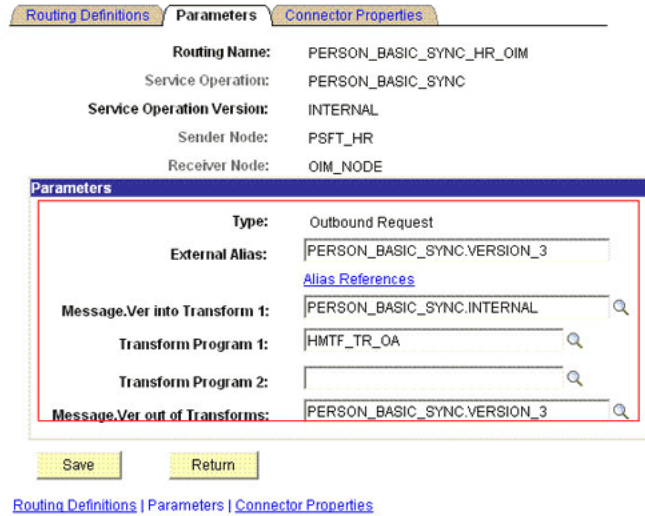 Routing Definitions Parameters Connector Properties
Routing Name: PERSON_BASIC_SYNC_HR_OIM
Service Operation: PERSON_BASIC_SYNC
Service Operation Version: INTERNAL
Sender Node: PSFT_HR
Receiver Node: OIM_NODE
Parameters
Type: Outbound Request
External Alias: PERSON_BASIC_SYNC.VERSION_3
Alias References
Message.Ver into Transform 1: PERSON_BASIC_SYNC.INTERNAL
Transform Program 1: HMTF_TR_OA
Transform Program 2:
Message.Ver out of Transforms: PERSON_BASIC_SYNC.VERSION_3
Save Return
Routing Definitions | Parameters | Connector Properties